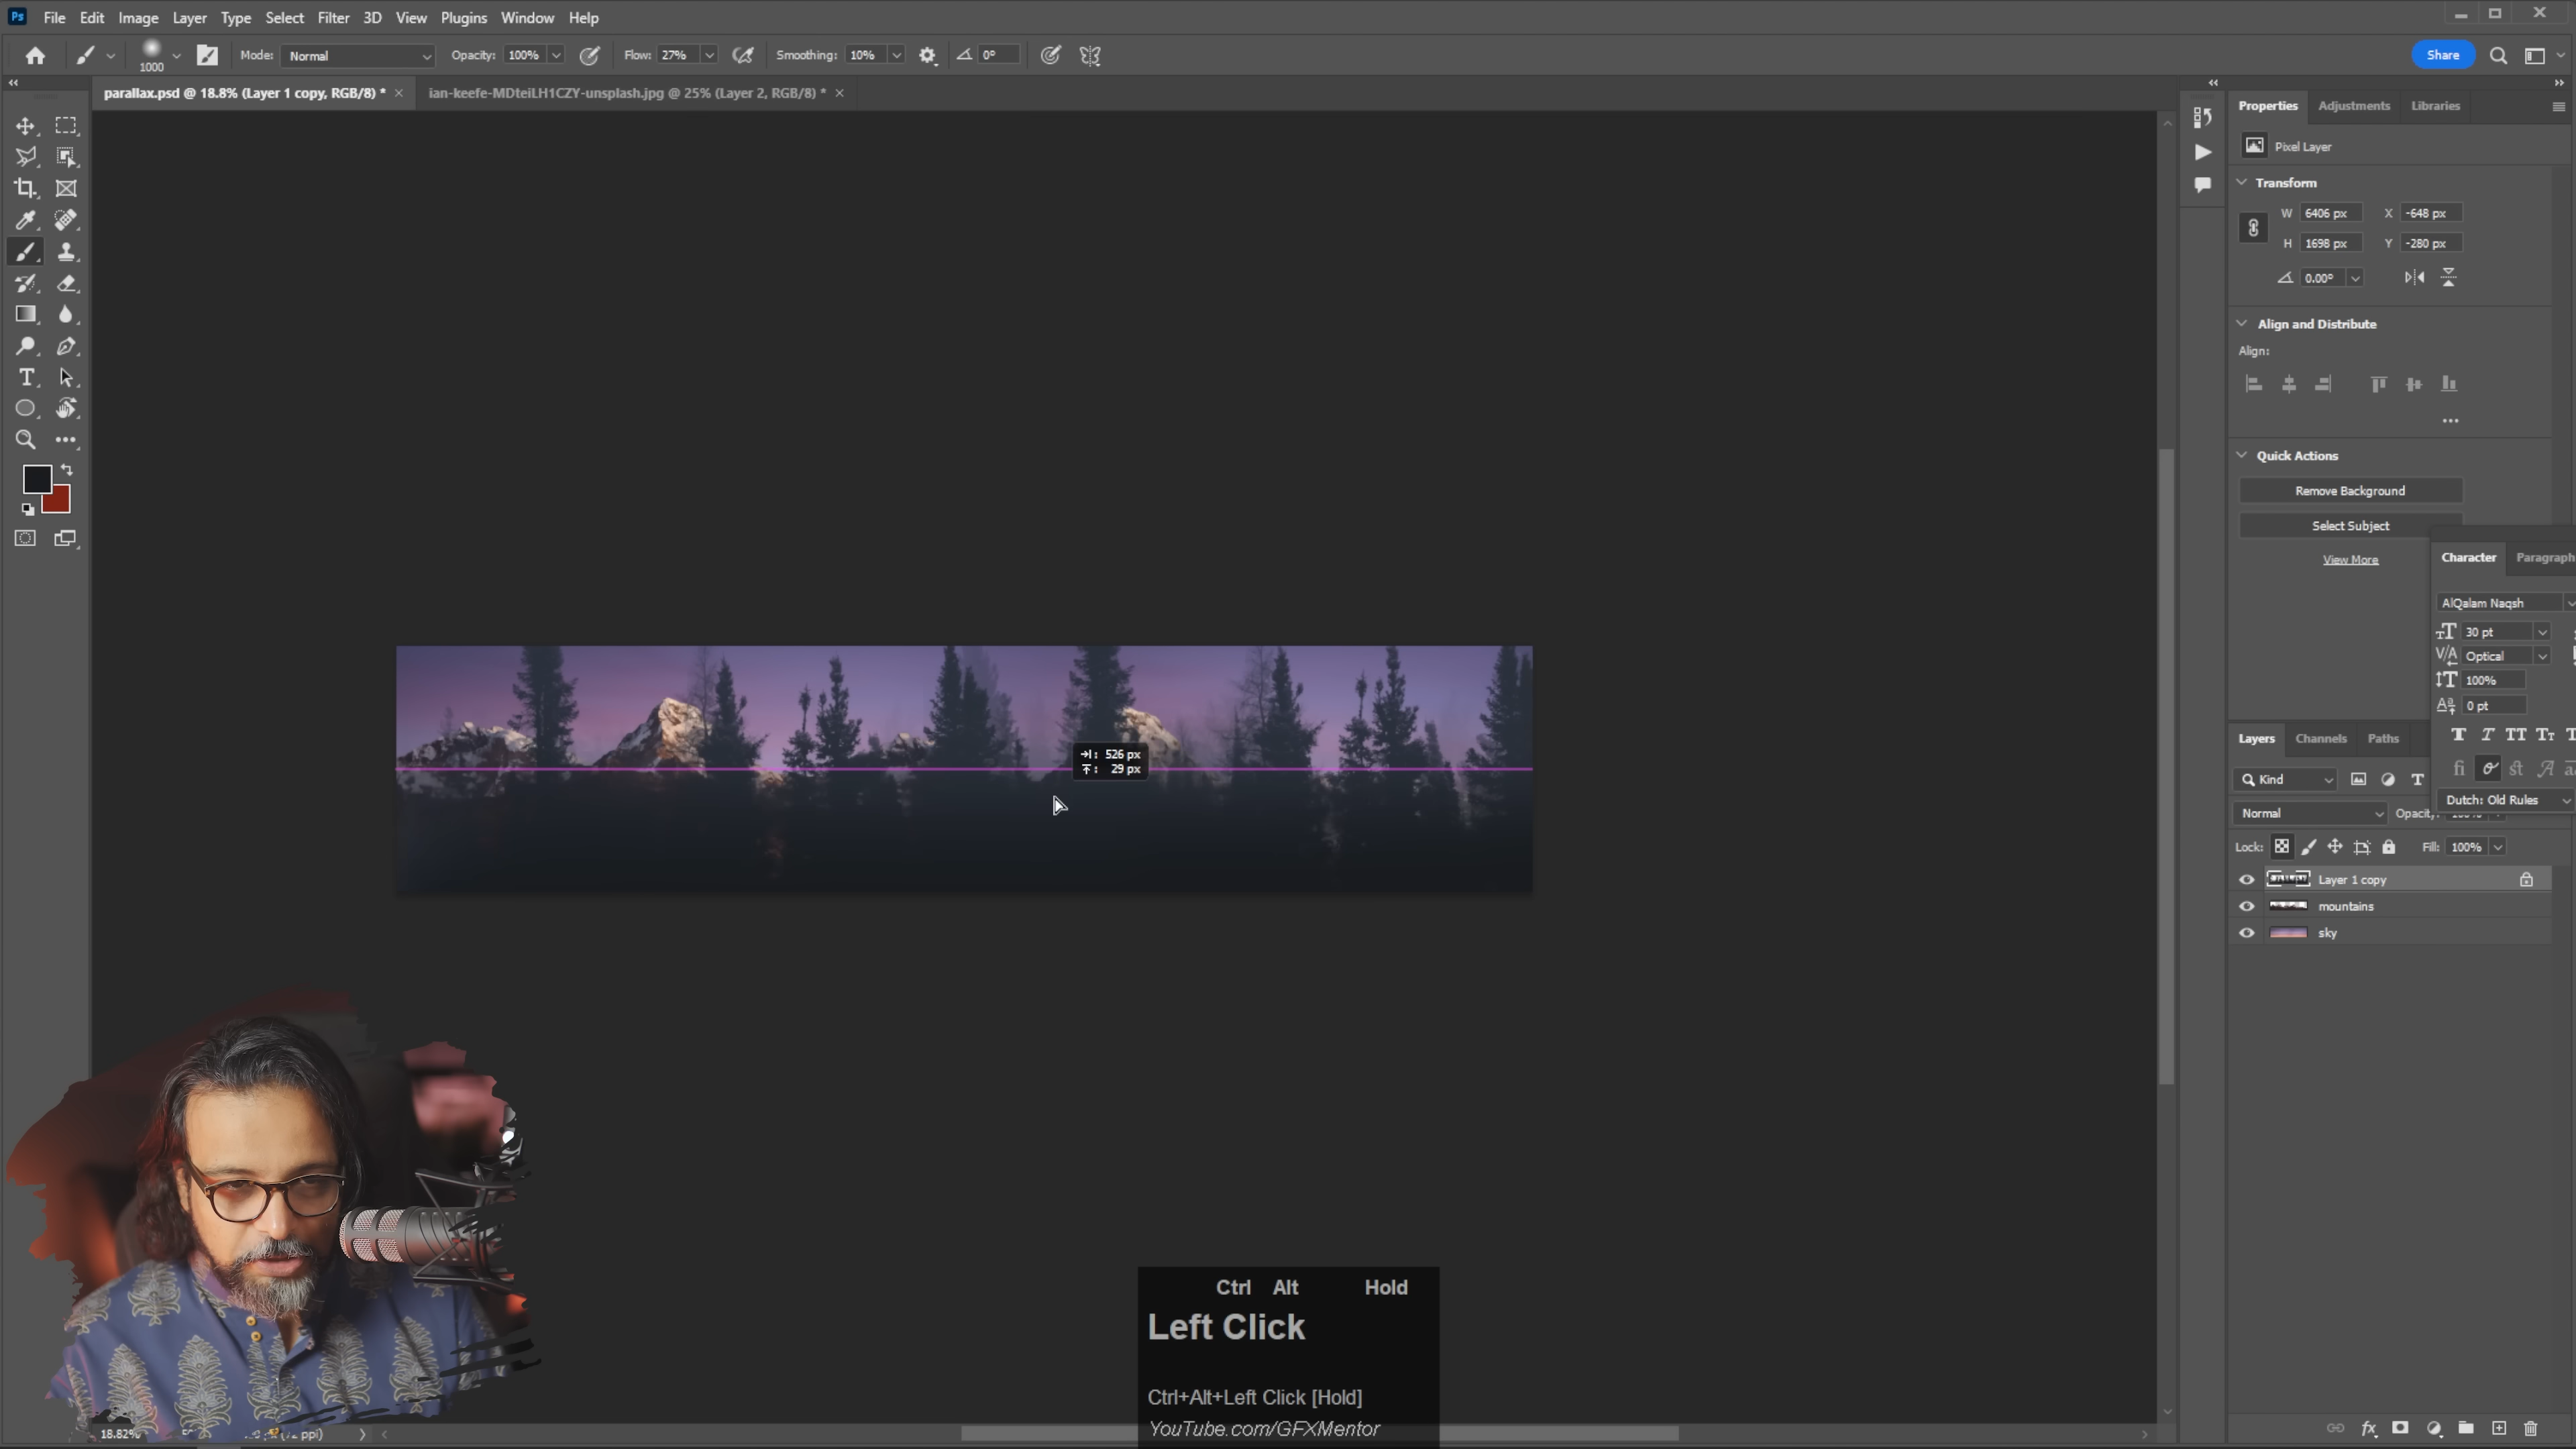 Ps File Edit Image Layer Type Select Filter 3D View Plugins Window Help
1000 Mode: Normal Opacity: 100% Flow: 27% Smoothing: 10% 0° Share
parallax.psd @ 18.8% (Layer 1 copy, RGB/8) * × ian-keefe-MDteiLH1CZY-unsplash.jpg @ 25% (Layer 2, RGB/8) * ×
Properties Adjustments Libraries
Pixel Layer
Transform
W 6406 px X -648 px
H 1698 px Y -280 px
0.00°
Align and Distribute
Align:
Quick Actions
Remove Background
Select Subject
View More
Character Paragraph
AlQalam Naqsh
30 pt
Optical
100%
0 pt
Dutch: Old Rules
Layers Channels Paths
Kind
Normal Opacity:
Lock: Fill: 100%
Layer 1 copy
mountains
sky
526 px
29 px
Ctrl Alt Hold
Left Click
Ctrl+Alt+Left Click [Hold]
YouTube.com/GFXMentor
18.82%